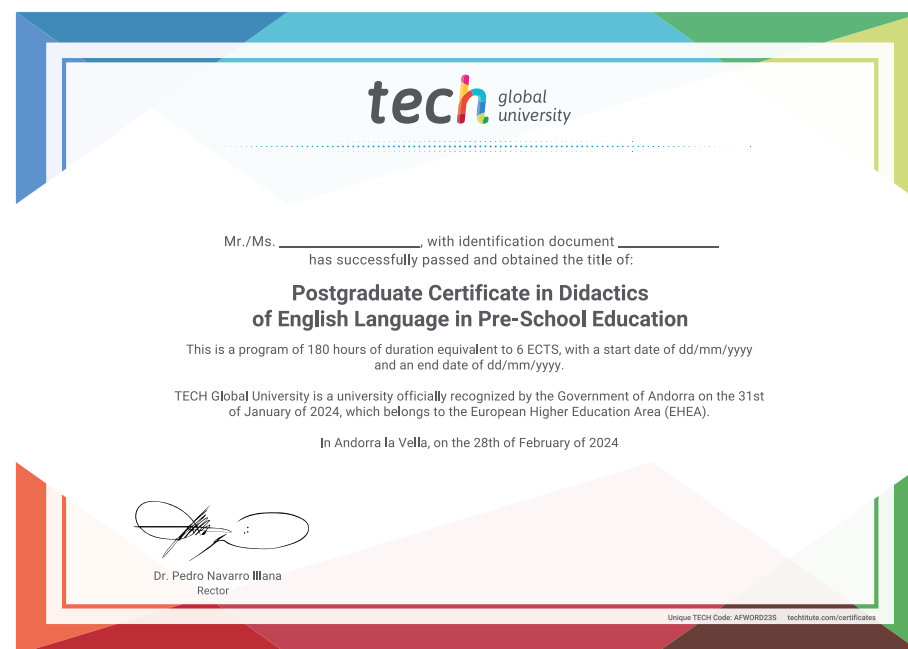 tech global university
Mr./Ms. ____________, with identification document ____________
has successfully passed and obtained the title of:
Postgraduate Certificate in Didactics
of English Language in Pre-School Education
This is a program of 180 hours of duration equivalent to 6 ECTS, with a start date of dd/mm/yyyy
and an end date of dd/mm/yyyy.
TECH Global University is a university officially recognized by the Government of Andorra on the 31st
of January of 2024, which belongs to the European Higher Education Area (EHEA).
In Andorra la Vella, on the 28th of February of 2024
Dr. Pedro Navarro Illana
Rector
Unique TECH Code: AFWORD23S techtitute.com/certificates